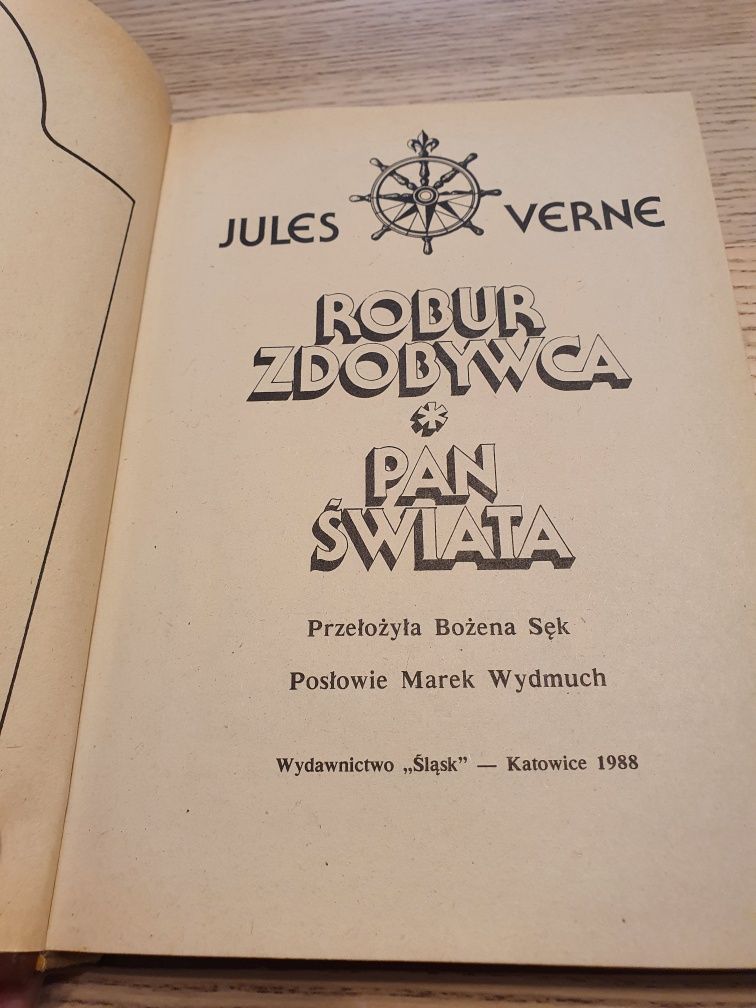 JULES VERNE
ROBUR
ZDOBYWCA
*
PAN
ŚWIATA
Przełożyła Bożena Sęk
Posłowie Marek Wydmuch
Wydawnictwo „Śląsk” — Katowice 1988